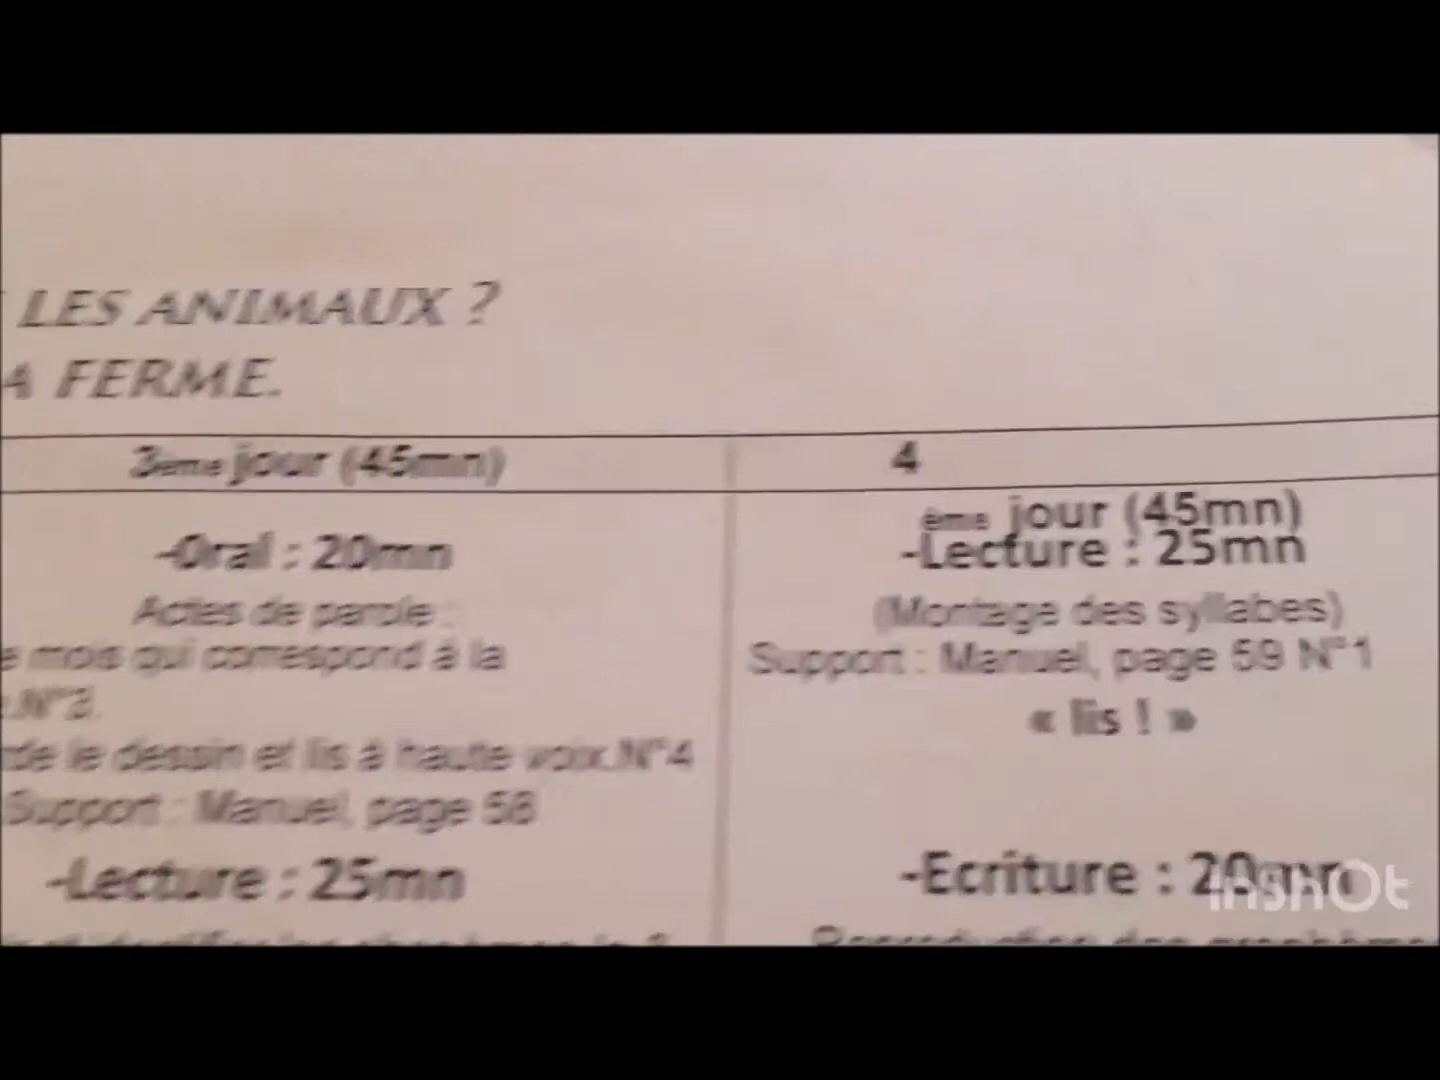 LES ANIMAUX ?
A FERME.
3ème jour (45mn)
-Oral : 20mn
Actes de parole :
e mois qui correspond à la
N°3.
rde le dessin et lis à haute voix.N°4
Support : Manuel, page 58
-Lecture : 25mn
4
ème jour (45mn)
-Lecture : 25mn
(Montage des syllabes)
Support : Manuel, page 59 N°1
« lis ! »
-Ecriture : 20mn
InShOt